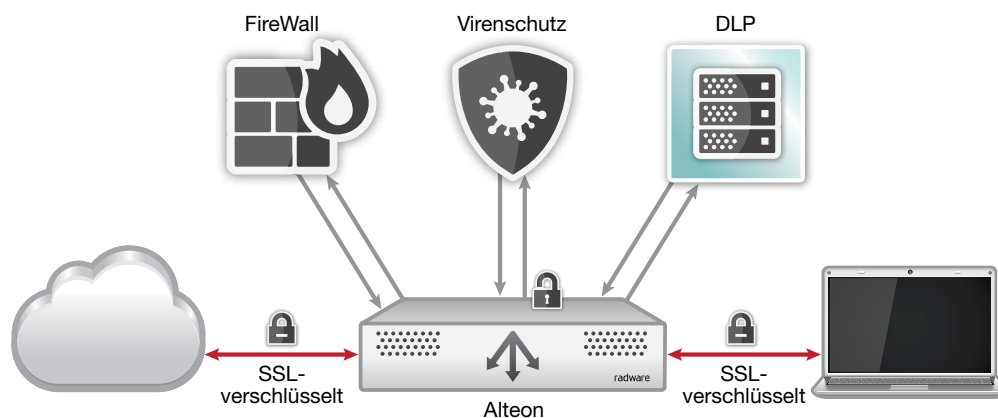 FireWall
Virenschutz
DLP
SSL-
verschlüsselt
radware
SSL-
verschlüsselt
Alteon